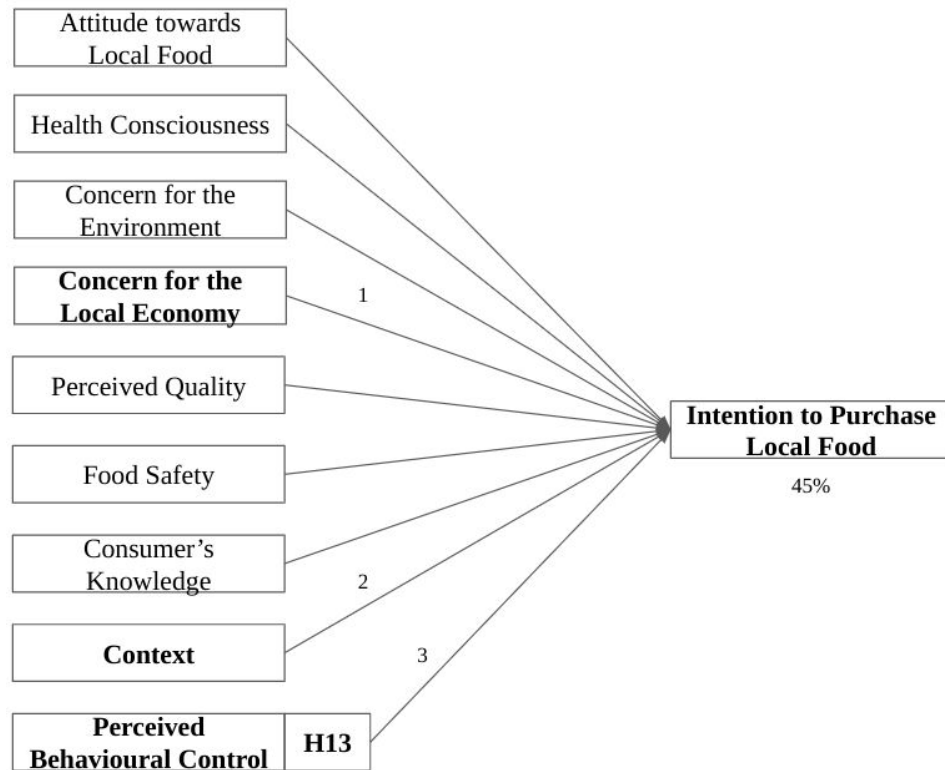 Attitude towards
Local Food
Health Consciousness
Concern for the
Environment
Concern for the
Local Economy
1
Perceived Quality
Intention to Purchase
Local Food
45%
Food Safety
Consumer’s
Knowledge
2
Context
3
Perceived
Behavioural Control
H13